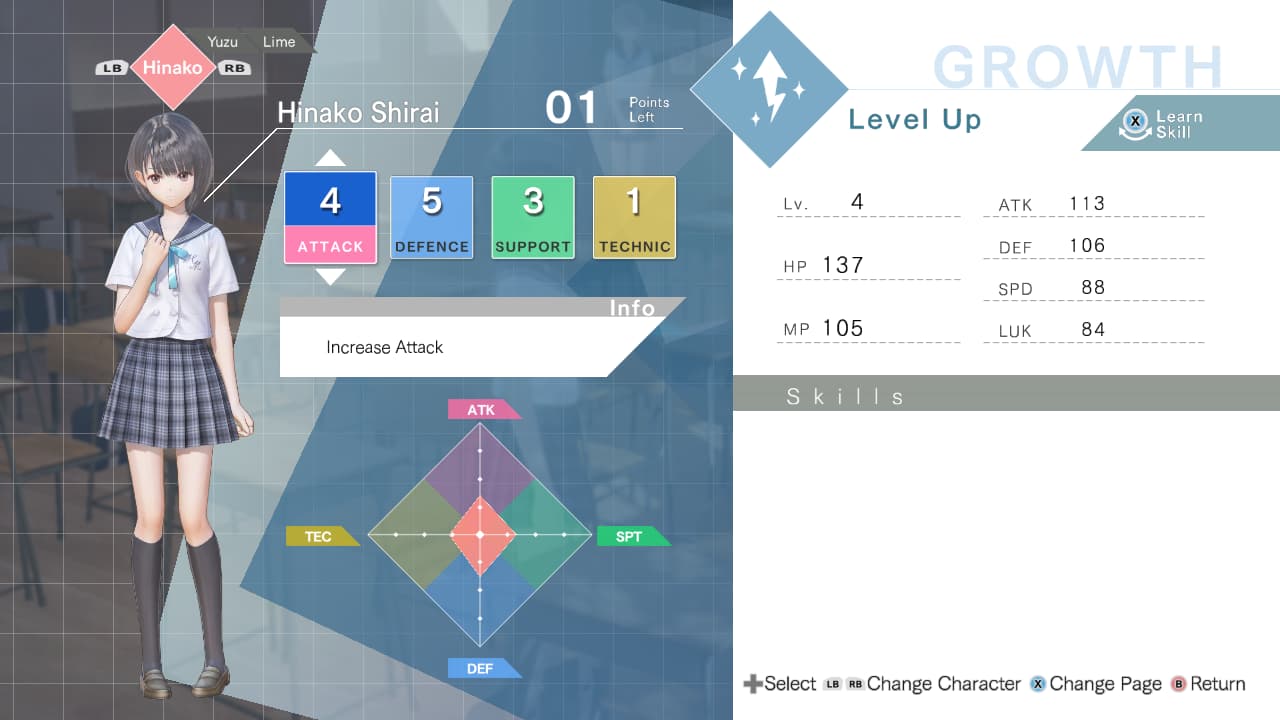 Yuzu Lime
LB Hinako RB
Hinako Shirai
01 Points
Left
4 5 3 1
ATTACK DEFENCE SUPPORT TECHNIC
Info
Increase Attack
ATK
TEC
SPT
DEF
GROWTH
Level Up
X Learn
Skill
Lv. 4
HP 137
MP 105
ATK 113
DEF 106
SPD 88
LUK 84
Skills
Select LB RB Change Character X Change Page B Return